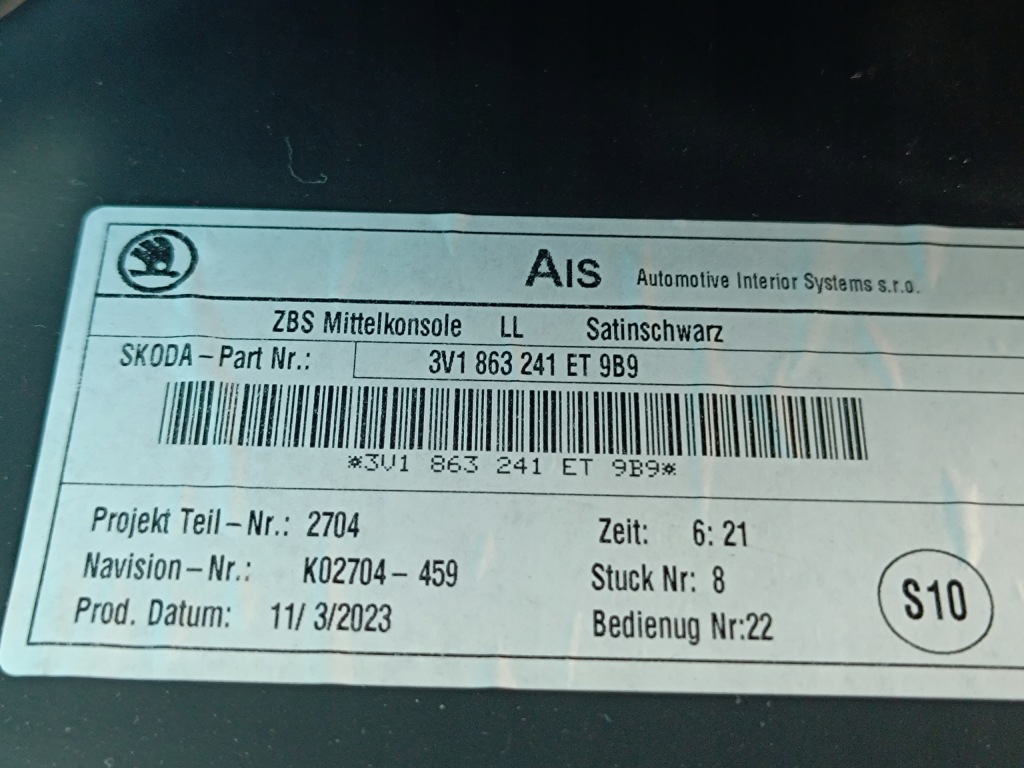 AIS Automotive Interior Systems s.r.o.
ZBS Mittelkonsole LL Satinschwarz
SKODA-Part Nr.: 3V1 863 241 ET 9B9
*3V1 863 241 ET 9B9*
Projekt Teil-Nr.: 2704 Zeit: 6: 21
Navision-Nr.: K02704-459 Stuck Nr: 8
Prod. Datum: 11/ 3/2023 Bedienug Nr:22
S10